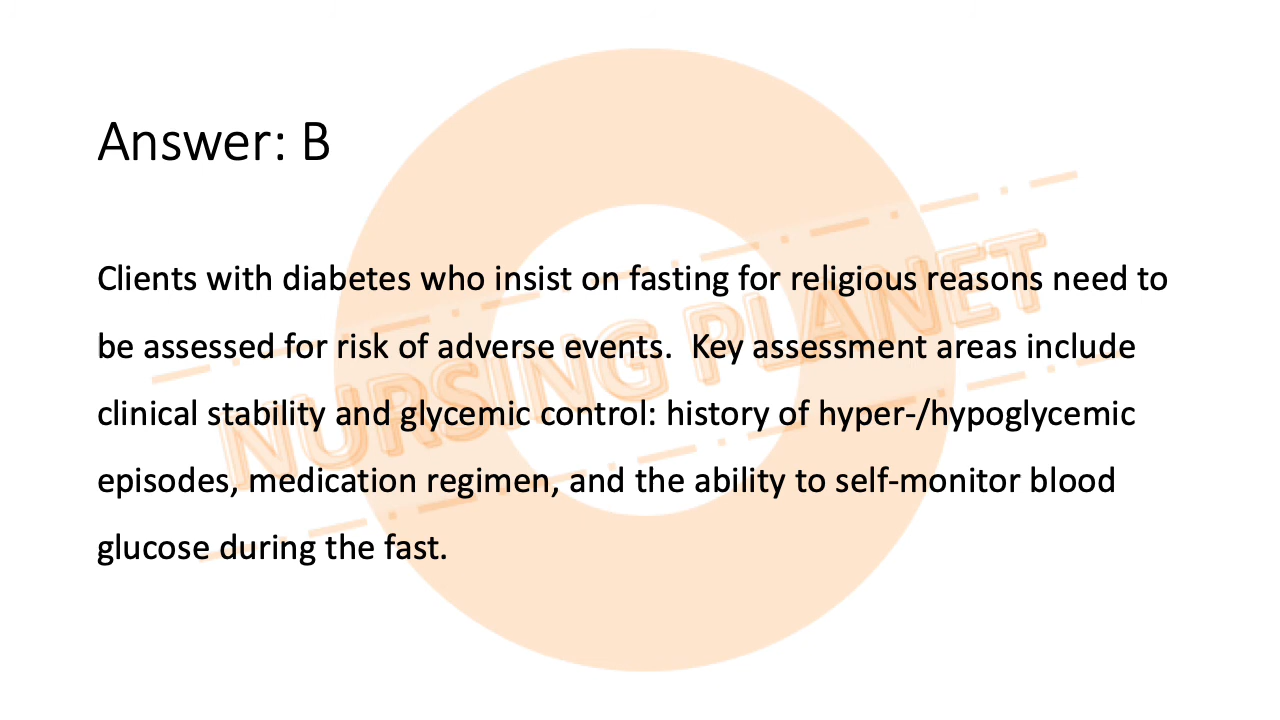 Answer: B
Clients with diabetes who insist on fasting for religious reasons need to
be assessed for risk of adverse events.  Key assessment areas include
clinical stability and glycemic control: history of hyper-/hypoglycemic
episodes, medication regimen, and the ability to self-monitor blood
glucose during the fast.
NURSING PLANET